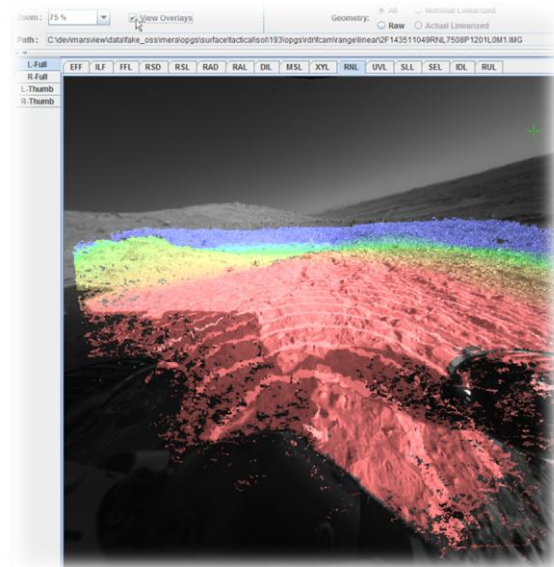 Zoom : 75 % View Overlays Geometry: All Nominal Linearized
Raw Actual Linearized
Path : C:\dev\marsview\data\fake_oss\mera\opgs\surface\tactical\sol\193\opgs\rdr\fcam\range\linear\2F143511049RNL7508P1201L0M1.IMG
L-Full EFF ILF FFL RSD RSL RAD RAL DIL MSL XYL RNL UVL SLL SEL IDL RUL
R-Full
L-Thumb
R-Thumb